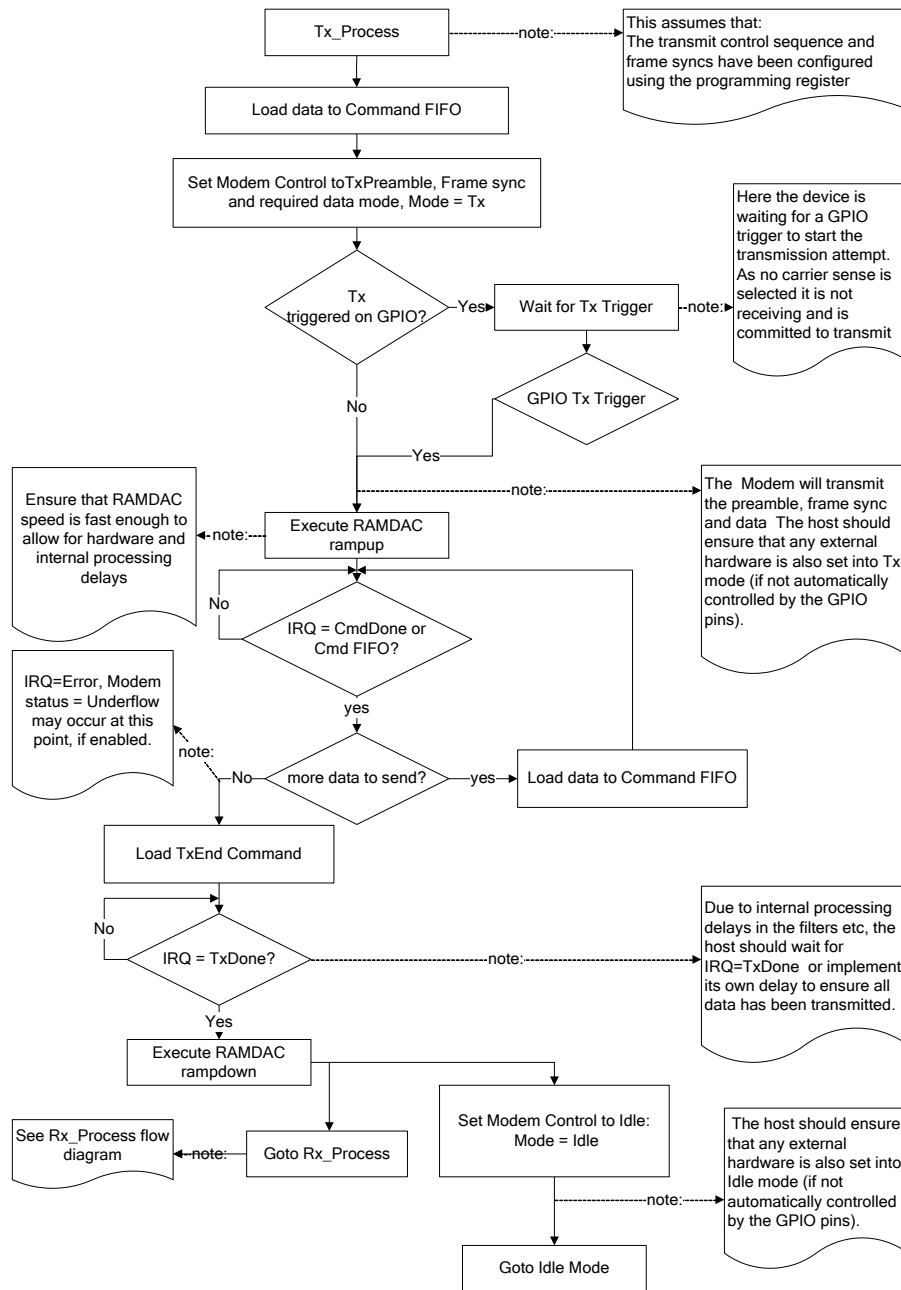 Tx_Process
note:
This assumes that:
The transmit control sequence and
frame syncs have been configured
using the programming register
Load data to Command FIFO
Set Modem Control toTxPreamble, Frame sync
and required data mode, Mode = Tx
Here the device is
waiting for a GPIO
trigger to start the
transmission attempt.
As no carrier sense is
selected it is not
receiving and is
committed to transmit
Tx
triggered on GPIO?
Yes
Wait for Tx Trigger
note:
GPIO Tx Trigger
No
Yes
note:
The  Modem will transmit
the preamble, frame sync
and data  The host should
ensure that any external
hardware is also set into Tx
mode (if not automatically
controlled by the GPIO
pins).
Ensure that RAMDAC
speed is fast enough to
allow for hardware and
internal processing
delays
note:
Execute RAMDAC
rampup
No
IRQ = CmdDone or
Cmd FIFO?
yes
IRQ=Error, Modem
status = Underflow
may occur at this
point, if enabled.
note:
No
more data to send?
yes
Load data to Command FIFO
Load TxEnd Command
No
IRQ = TxDone?
note:
Due to internal processing
delays in the filters etc, the
host should wait for
IRQ=TxDone  or implement
its own delay to ensure all
data has been transmitted.
Yes
Execute RAMDAC
rampdown
See Rx_Process flow
diagram
note:
Goto Rx_Process
Set Modem Control to Idle:
Mode = Idle
note:
The host should ensure
that any external
hardware is also set into
Idle mode (if not
automatically controlled
by the GPIO pins).
Goto Idle Mode